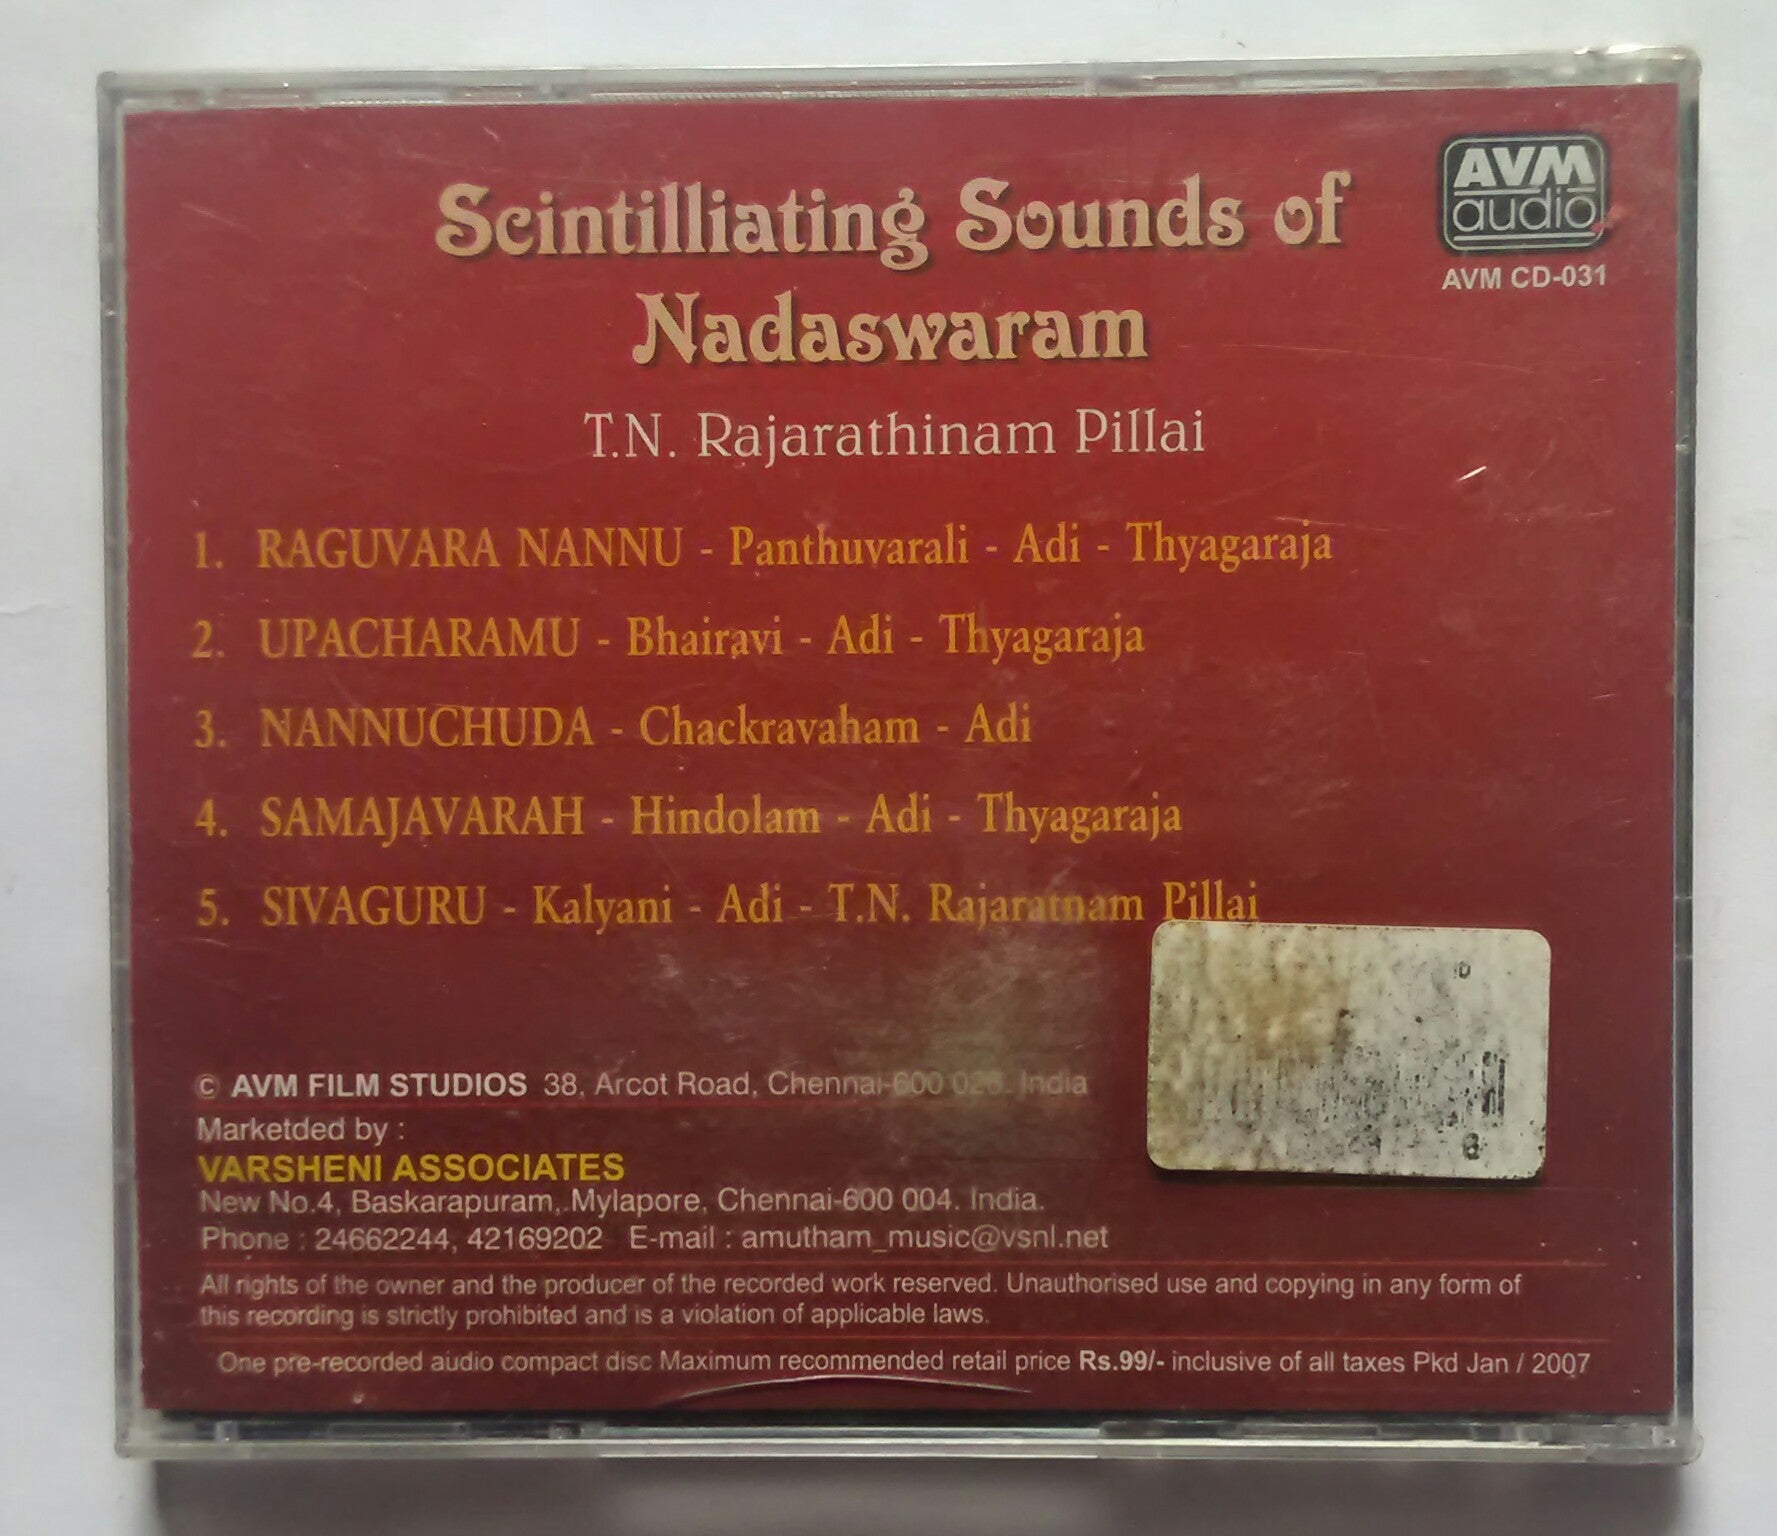 AVM
audio
AVM CD-031
Scintilliating Sounds of
Nadaswaram
T.N. Rajarathinam Pillai
1. RAGUVARA NANNU - Panthuvarali - Adi - Thyagaraja
2. UPACHARAMU - Bhairavi - Adi - Thyagaraja
3. NANNUCHUDA - Chackravaham - Adi
4. SAMAJAVARAH - Hindolam - Adi - Thyagaraja
5. SIVAGURU - Kalyani - Adi - T.N. Rajaratnam Pillai
© AVM FILM STUDIOS 38, Arcot Road, Chennai-600 026. India
Marketded by :
VARSHENI ASSOCIATES
New No.4, Baskarapuram, Mylapore, Chennai-600 004. India.
Phone : 24662244, 42169202 E-mail : amutham_music@vsnl.net
All rights of the owner and the producer of the recorded work reserved. Unauthorised use and copying in any form of
this recording is strictly prohibited and is a violation of applicable laws.
One pre-recorded audio compact disc Maximum recommended retail price Rs.99/- inclusive of all taxes Pkd Jan / 2007